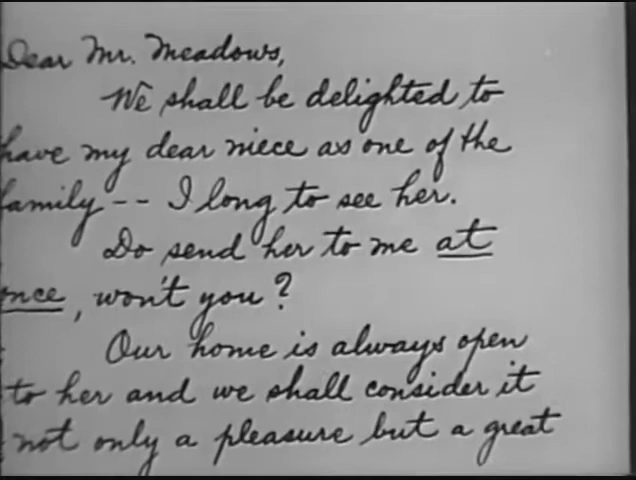 Dear Mr. Meadows,
We shall be delighted to
have my dear niece as one of the
family -- I long to see her.
Do send her to me at
once, won't you?
Our home is always open
to her and we shall consider it
not only a pleasure but a great